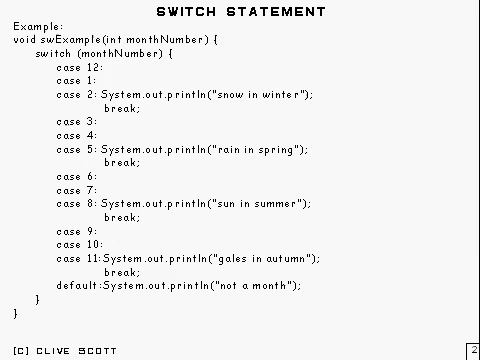 SWITCH STATEMENT
Example:
void swExample(int monthNumber) {
switch (monthNumber) {
case 12:
case 1:
case 2: System.out.println("snow in winter");
break;
case 3:
case 4:
case 5: System.out.println("rain in spring");
break;
case 6:
case 7:
case 8: System.out.println("sun in summer");
break;
case 9:
case 10:
case 11:System.out.println("gales in autumn");
break;
default:System.out.println("not a month");
}
}
[C] CLIVE SCOTT
2